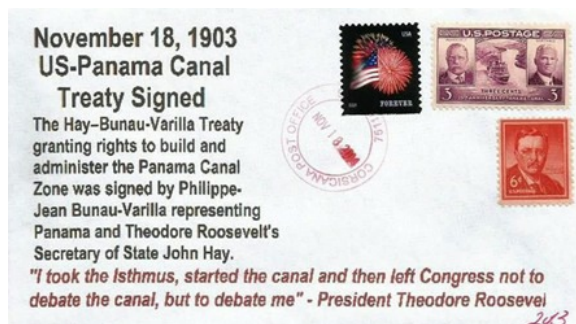 November 18, 1903
US-Panama Canal
Treaty Signed
The Hay–Bunau-Varilla Treaty
granting rights to build and
administer the Panama Canal
Zone was signed by Philippe-
Jean Bunau-Varilla representing
Panama and Theodore Roosevelt's
Secretary of State John Hay.
"I took the Isthmus, started the canal and then left Congress not to
debate the canal, but to debate me" - President Theodore Roosevel
USA
FOREVER
U.S. POSTAGE
3 THREE CENTS 3
6¢
CORSICANA POST OFFICE
NOV 18